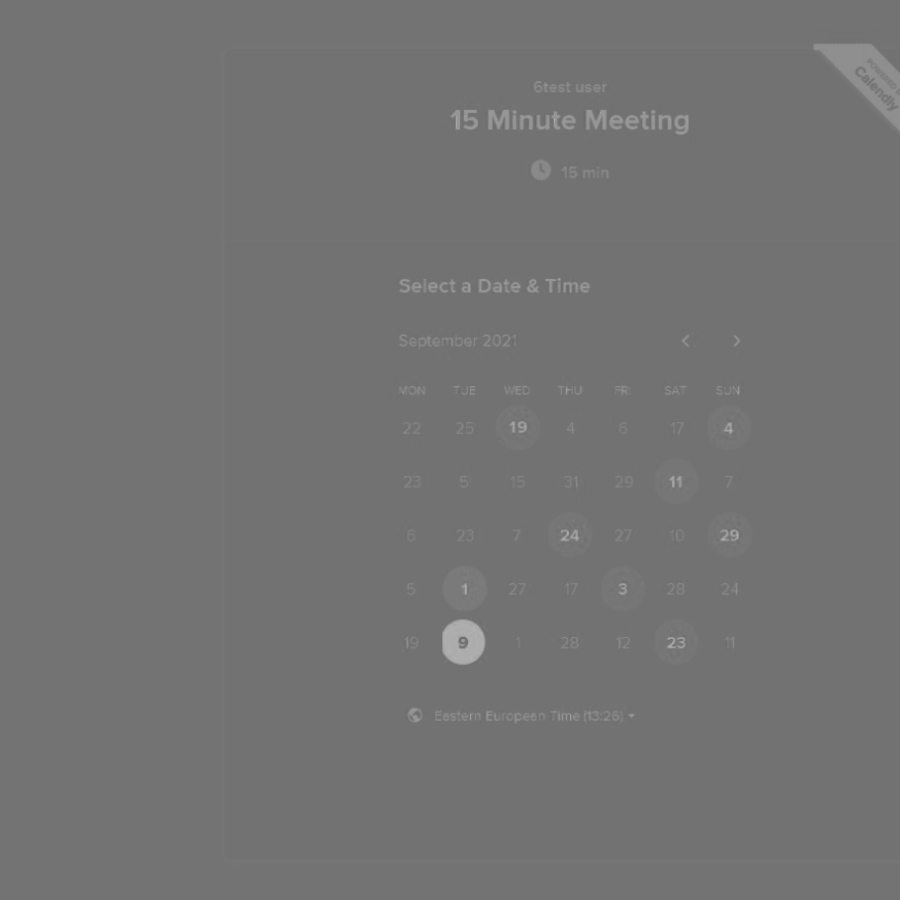 6test user
15 Minute Meeting
15 min
POWERED
Calendly
Select a Date & Time
September 2021
MON TUE WED THU FRI SAT SUN
22 25 19 4 6 17 4
23 5 15 31 29 11 7
6 23 7 24 27 10 29
5 1 27 17 3 28 24
19 9 1 28 12 23 11
Eastern European Time (13:26)